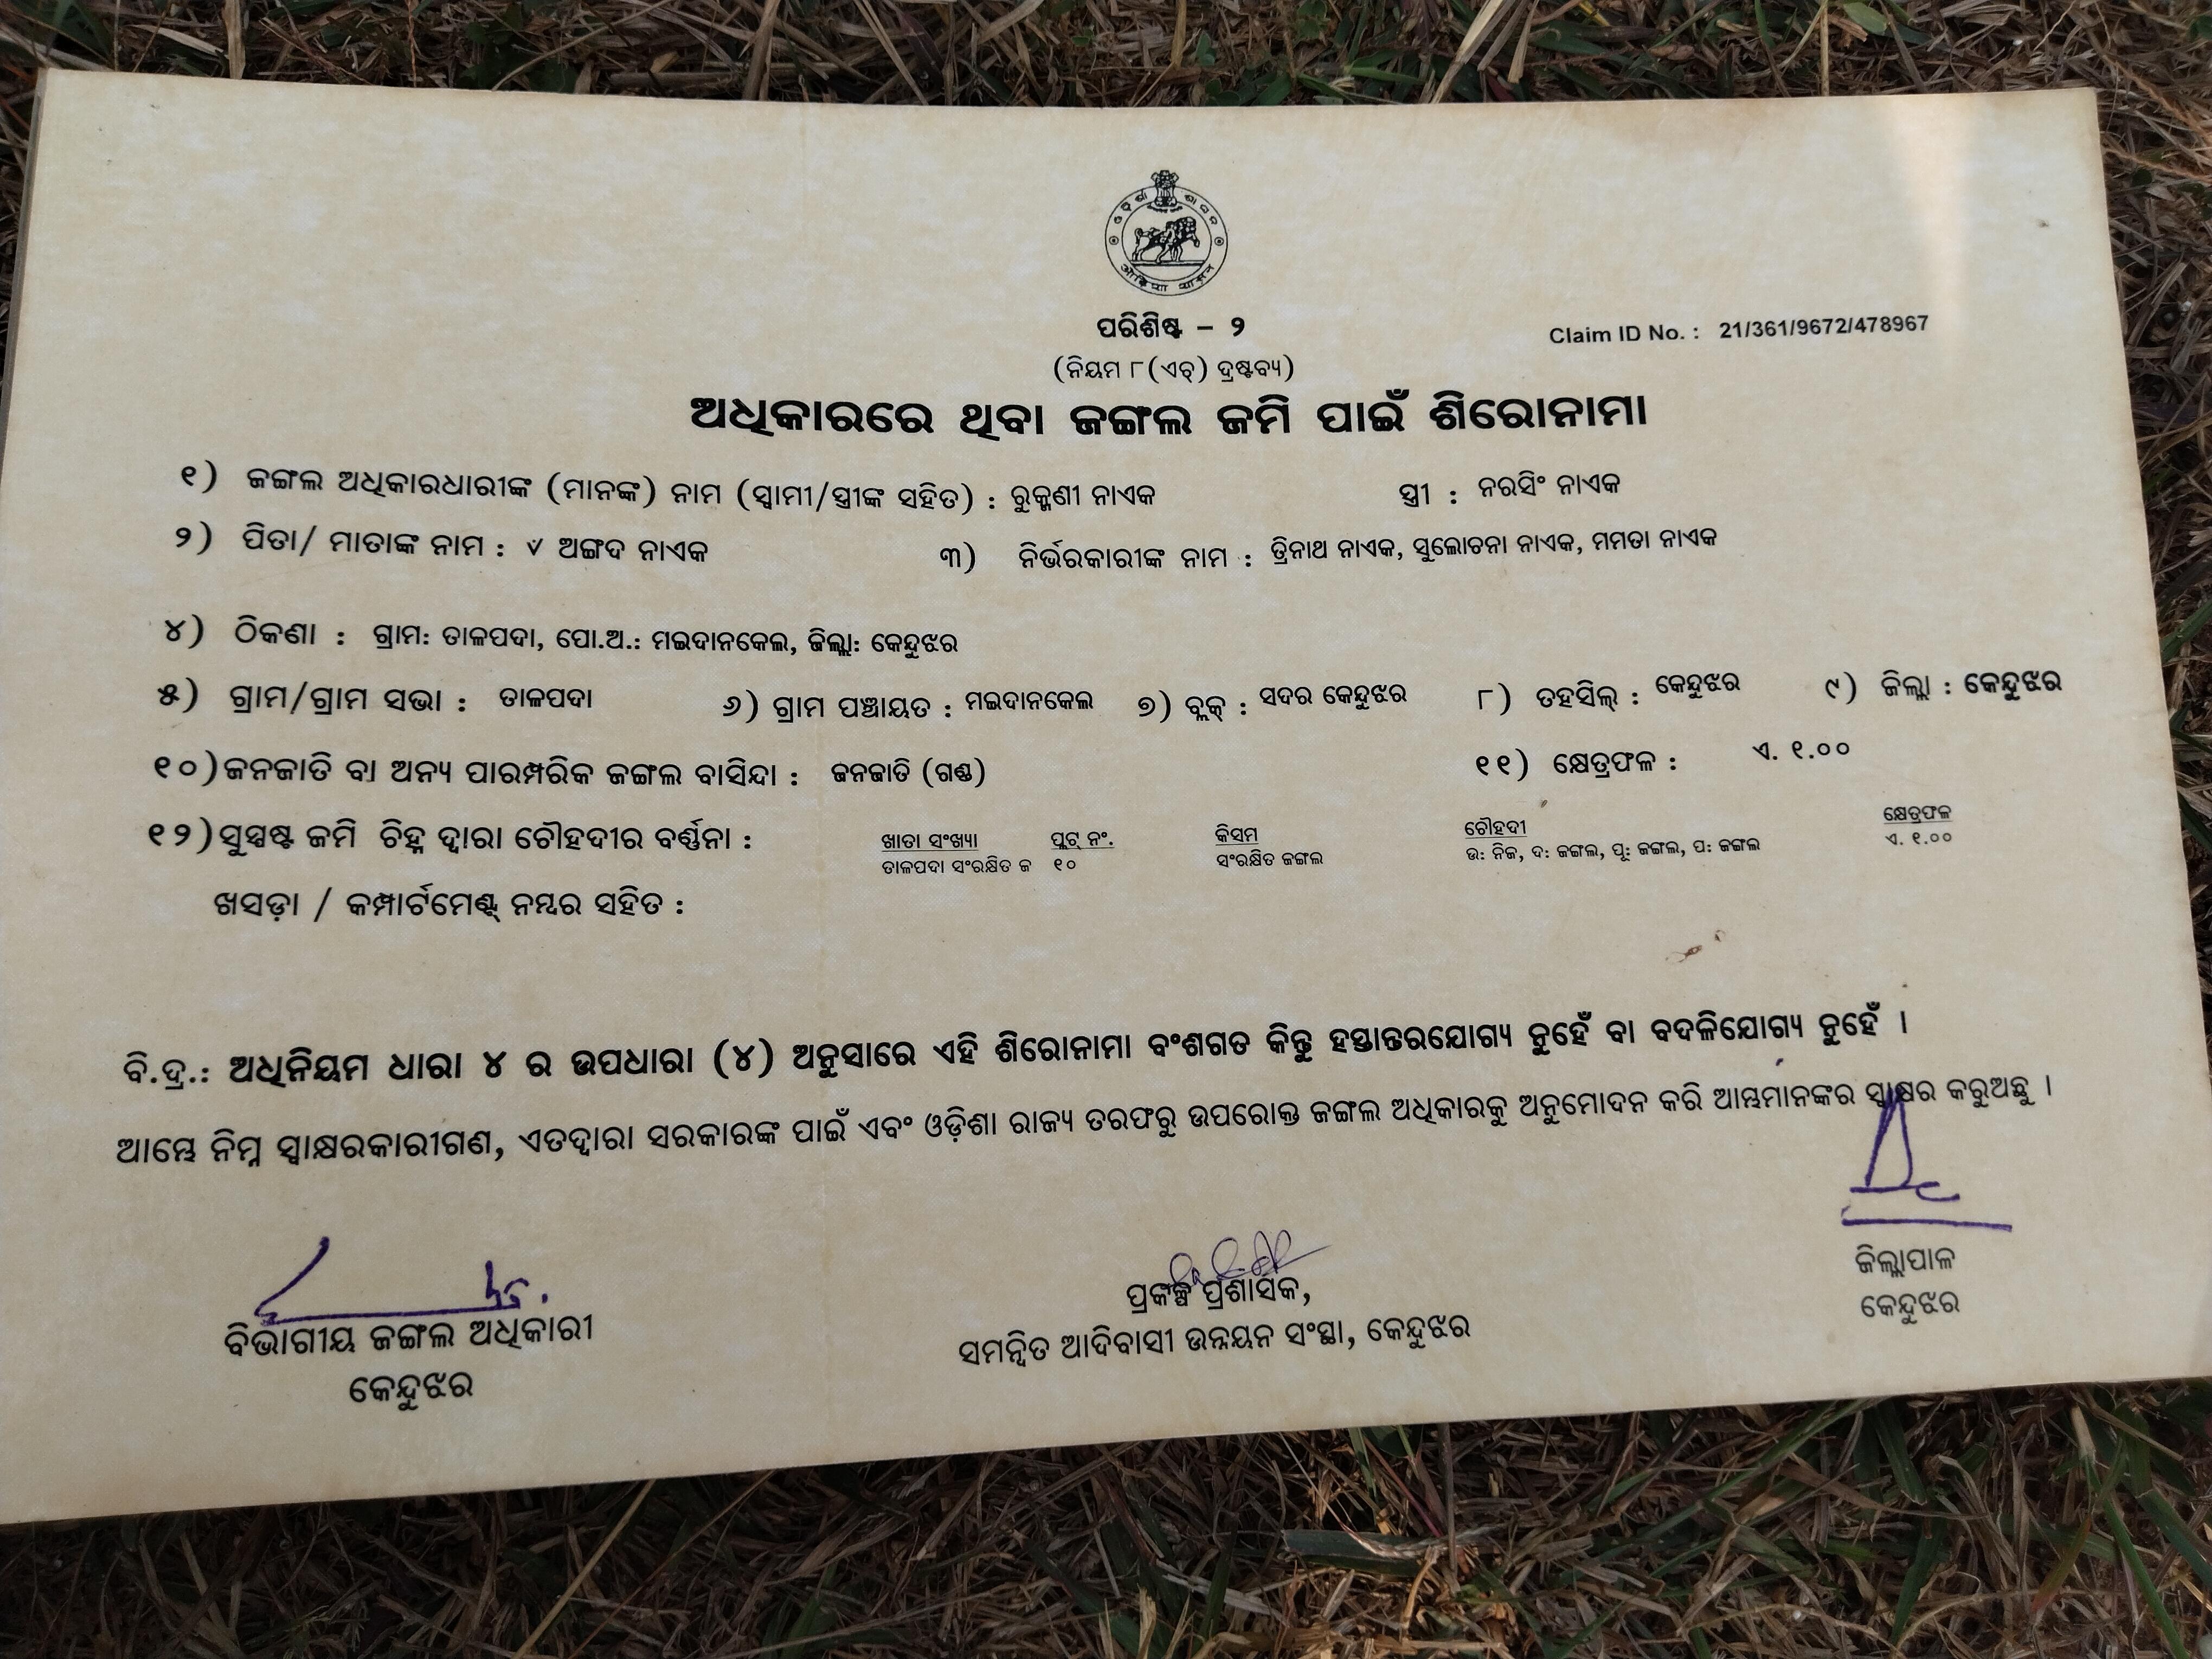 ଓଡ଼ିଶା ଶାସନ
ओड़िशा शासन
ପରିଶିଷ୍ଟ – ୨
Claim ID No. : 21/361/9672/478967
(ନିୟମ ୮(ଏଚ୍) ଦ୍ରଷ୍ଟବ୍ୟ)
ଅଧିକାରରେ ଥିବା ଜଙ୍ଗଲ ଜମି ପାଇଁ ଶିରୋନାମା
୧) ଜଙ୍ଗଲ ଅଧିକାରଧାରୀଙ୍କ (ମାନଙ୍କ) ନାମ (ସ୍ୱାମୀ/ସ୍ତ୍ରୀଙ୍କ ସହିତ) : ରୁକ୍ମଣୀ ନାଏକ ସ୍ତ୍ରୀ : ନରସିଂ ନାଏକ
୨) ପିତା/ ମାତାଙ୍କ ନାମ : ୰ ଅଙ୍ଗଦ ନାଏକ ୩) ନିର୍ଭରକାରୀଙ୍କ ନାମ : ତ୍ରିନାଥ ନାଏକ, ସୁଲୋଚନା ନାଏକ, ମମତା ନାଏକ
୪) ଠିକଣା : ଗ୍ରାମ: ତାଳପଦା, ପୋ.ଅ.: ମଇଦାନକେଲ, ଜିଲ୍ଲା: କେନ୍ଦୁଝର
୫) ଗ୍ରାମ/ଗ୍ରାମ ସଭା : ତାଳପଦା ୬) ଗ୍ରାମ ପଞ୍ଚାୟତ : ମଇଦାନକେଲ ୭) ବ୍ଲକ୍ : ସଦର କେନ୍ଦୁଝର ୮) ତହସିଲ୍ : କେନ୍ଦୁଝର ୯) ଜିଲ୍ଲା : କେନ୍ଦୁଝର
୧୦) ଜନଜାତି ବା ଅନ୍ୟ ପାରମ୍ପରିକ ଜଙ୍ଗଲ ବାସିନ୍ଦା : ଜନଜାତି (ଗଣ୍ଡ) ୧୧) କ୍ଷେତ୍ରଫଳ : ଏ. ୧.୦୦
୧୨) ସୁସ୍ପଷ୍ଟ ଜମି ଚିହ୍ନ ଦ୍ୱାରା ଚୌହଦୀର ବର୍ଣ୍ଣନା : ଖାତା ସଂଖ୍ୟା ପ୍ଲଟ୍ ନଂ. କିସମ ଚୌହଦୀ କ୍ଷେତ୍ରଫଳ
ତାଳପଦା ସଂରକ୍ଷିତ ଜ ୧୦ ସଂରକ୍ଷିତ ଜଙ୍ଗଲ ଉ: ନିଜ, ଦ: ଜଙ୍ଗଲ, ପୂ: ଜଙ୍ଗଲ, ପ: ଜଙ୍ଗଲ ଏ. ୧.୦୦
ଖସଡ଼ା / କମ୍ପାର୍ଟମେଣ୍ଟ ନମ୍ବର ସହିତ :
ବି.ଦ୍ର.: ଅଧିନିୟମ ଧାରା ୪ ର ଉପଧାରା (୪) ଅନୁସାରେ ଏହି ଶିରୋନାମା ବଂଶଗତ କିନ୍ତୁ ହସ୍ତାନ୍ତରଯୋଗ୍ୟ ନୁହେଁ ବା ବଦଳିଯୋଗ୍ୟ ନୁହେଁ ।
ଆମ୍ଭେ ନିମ୍ନ ସ୍ୱାକ୍ଷରକାରୀଗଣ, ଏତଦ୍ୱାରା ସରକାରଙ୍କ ପାଇଁ ଏବଂ ଓଡ଼ିଶା ରାଜ୍ୟ ତରଫରୁ ଉପରୋକ୍ତ ଜଙ୍ଗଲ ଅଧିକାରକୁ ଅନୁମୋଦନ କରି ଆମ୍ଭମାନଙ୍କର ସ୍ୱାକ୍ଷର କରୁଅଛୁ ।
ବିଭାଗୀୟ ଜଙ୍ଗଲ ଅଧିକାରୀ
କେନ୍ଦୁଝର
ପ୍ରକଳ୍ପ ପ୍ରଶାସକ,
ସମନ୍ୱିତ ଆଦିବାସୀ ଉନ୍ନୟନ ସଂସ୍ଥା, କେନ୍ଦୁଝର
ଜିଲ୍ଲାପାଳ
କେନ୍ଦୁଝର